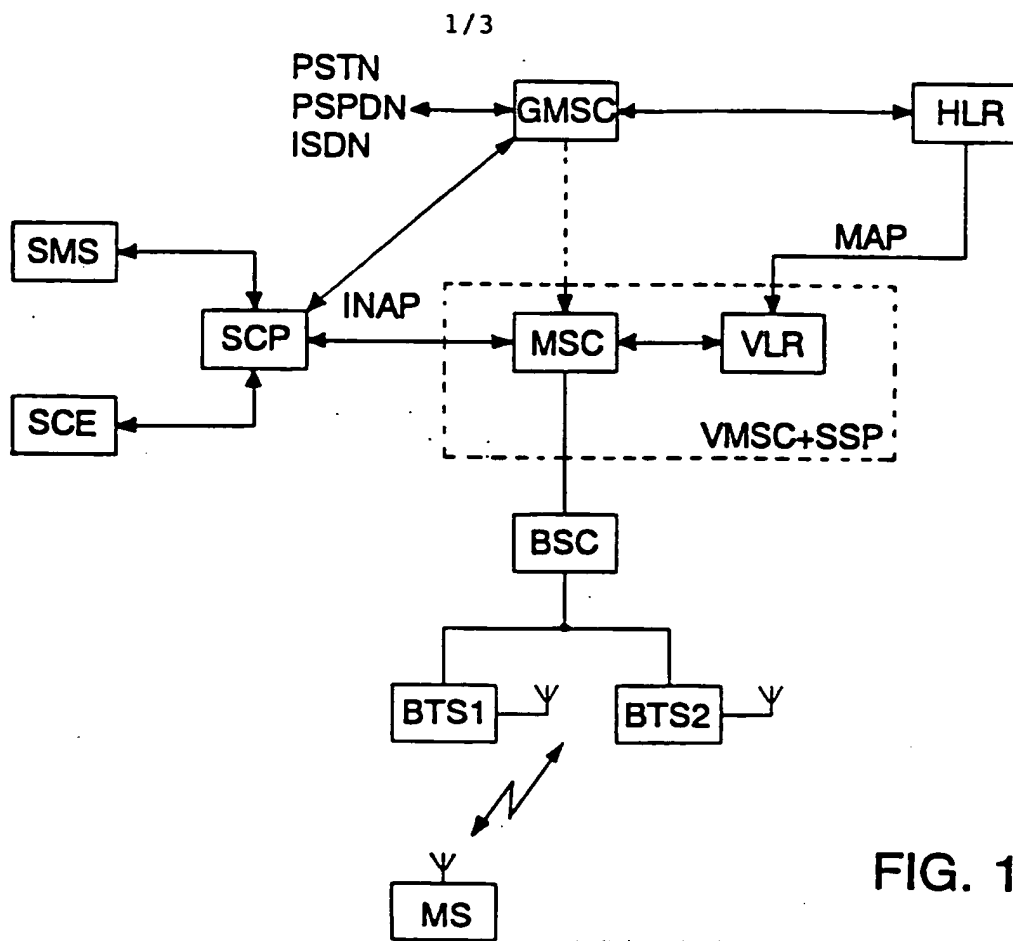 1/3
PSTN
PSPDN
ISDN
GMSC
HLR
SMS
MAP
INAP
SCP
MSC
VLR
SCE
VMSC+SSP
BSC
BTS1
BTS2
MS
FIG. 1